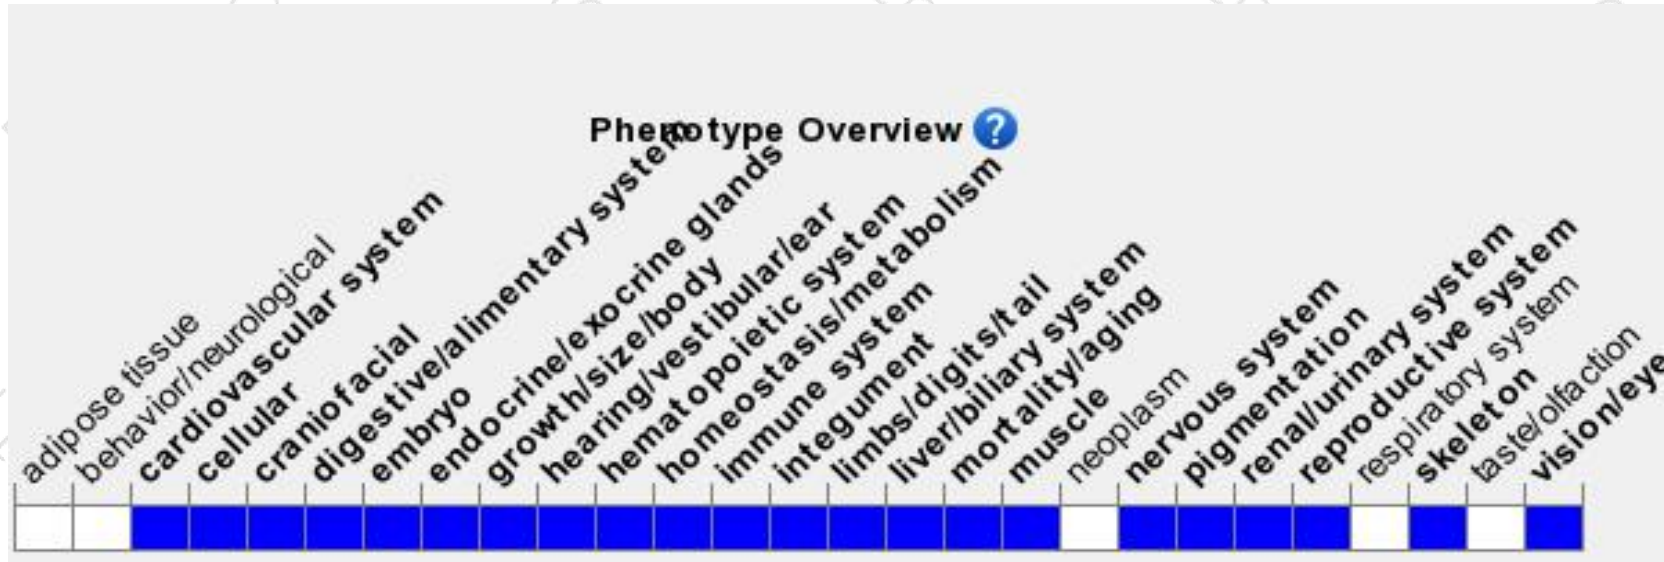 Phenotype Overview ?
adipose tissue
behavior/neurological
cardiovascular system
cellular
craniofacial
digestive/alimentary system
embryo
endocrine/exocrine glands
growth/size/body
hearing/vestibular/ear
hematopoietic system
homeostasis/metabolism
immune system
integument
limbs/digits/tail
liver/biliary system
mortality/aging
muscle
neoplasm
nervous system
pigmentation
renal/urinary system
reproductive system
respiratory system
skeleton
taste/olfaction
vision/eye